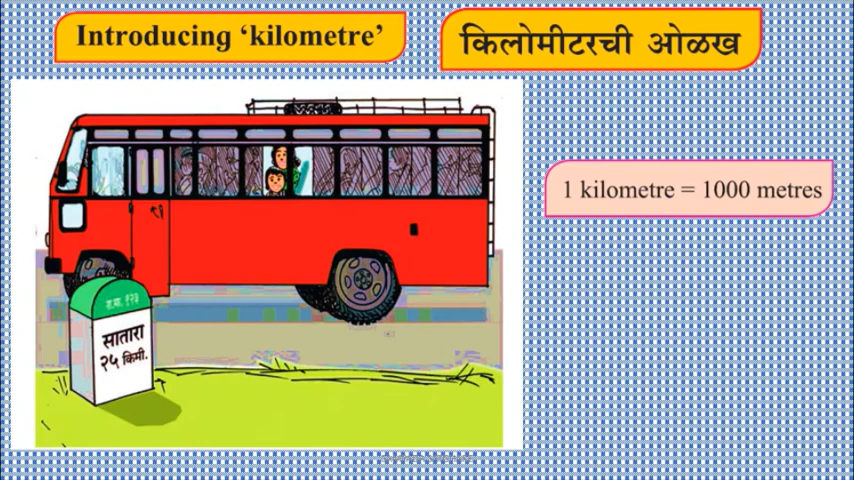 Introducing ‘kilometre’
किलोमीटरची ओळख
1 kilometre = 1000 metres
सातारा
२५ किमी.